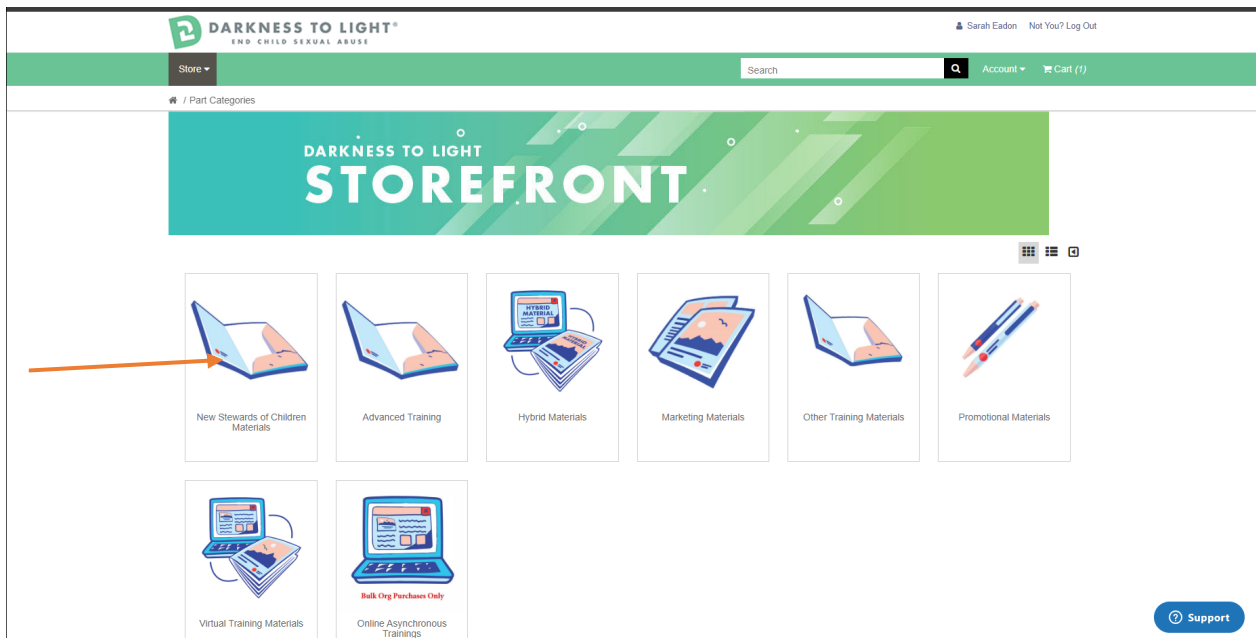 DARKNESS TO LIGHT®
END CHILD SEXUAL ABUSE
Sarah Eadon Not You? Log Out
Store
Search
Account
Cart (1)
/ Part Categories
DARKNESS TO LIGHT
STOREFRONT
HYBRID
MATERIAL
HYBRID
MATERIAL
New Stewards of Children
Materials
Advanced Training
Hybrid Materials
Marketing Materials
Other Training Materials
Promotional Materials
Bulk Org Purchases Only
Virtual Training Materials
Online Asynchronous
Trainings
Support